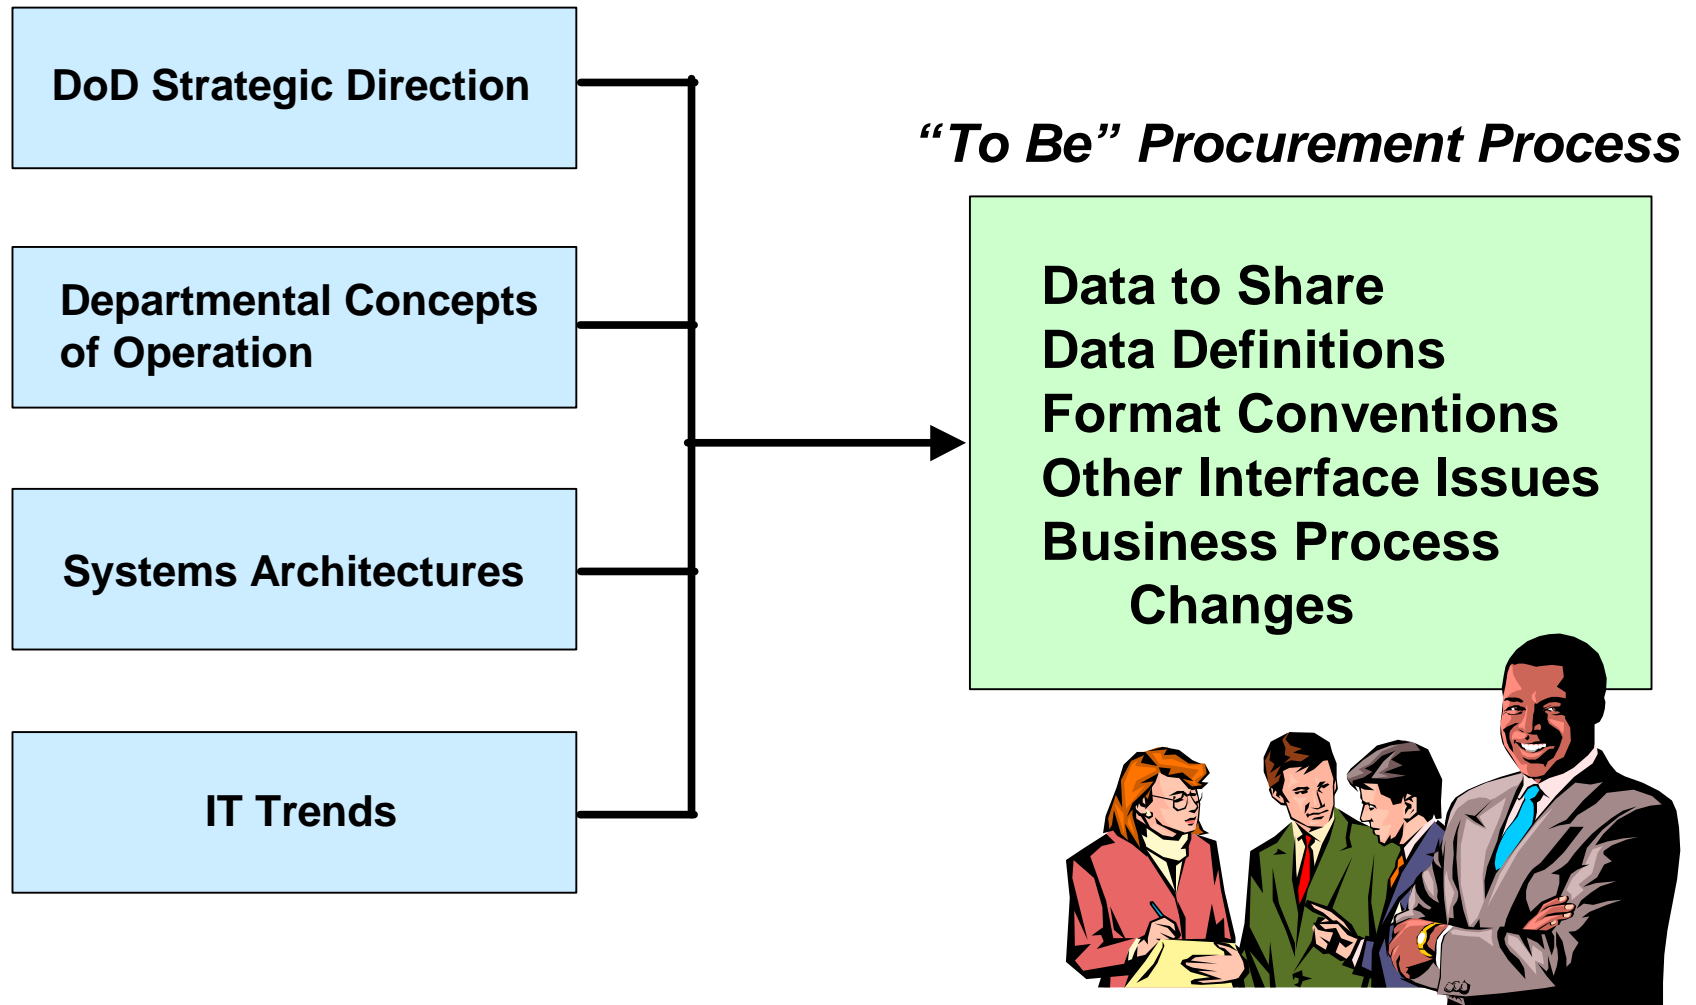 DoD Strategic Direction
Departmental Concepts
of Operation
Systems Architectures
IT Trends
“To Be” Procurement Process
Data to Share
Data Definitions
Format Conventions
Other Interface Issues
Business Process
Changes